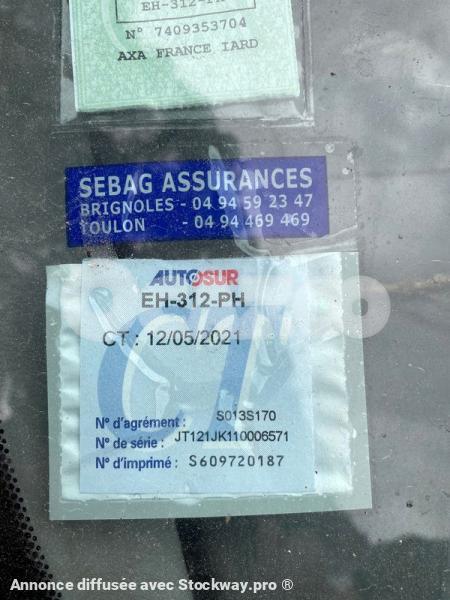 EH-312-PH
N° 7409353704
AXA FRANCE IARD
SEBAG ASSURANCES
BRIGNOLES - 04 94 59 23 47
TOULON - 04 94 469 469
AUTOSUR
EH-312-PH
CT : 12/05/2021
N° d'agrément : S013S170
N° de série : JT121JK110006571
N° d'imprimé : S609720187
Annonce diffusée avec Stockway.pro ®